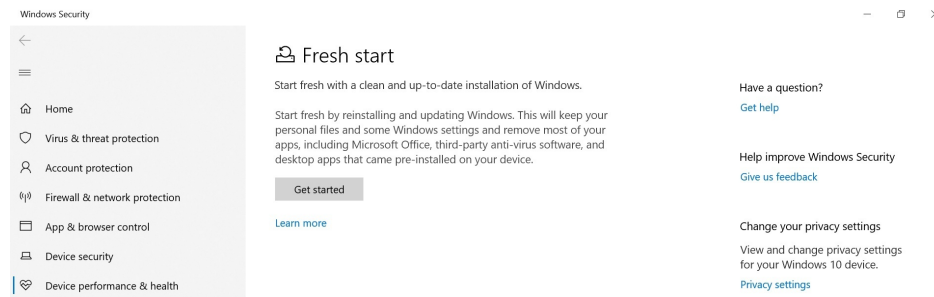 Windows Security
Fresh start
Start fresh with a clean and up-to-date installation of Windows.
Start fresh by reinstalling and updating Windows. This will keep your
personal files and some Windows settings and remove most of your
apps, including Microsoft Office, third-party anti-virus software, and
desktop apps that came pre-installed on your device.
Get started
Learn more
Home
Virus & threat protection
Account protection
Firewall & network protection
App & browser control
Device security
Device performance & health
Have a question?
Get help
Help improve Windows Security
Give us feedback
Change your privacy settings
View and change privacy settings
for your Windows 10 device.
Privacy settings